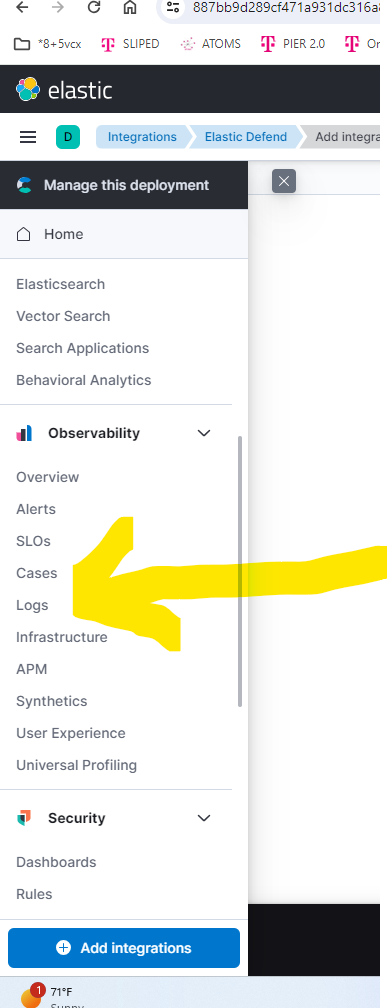 887bb9d289cf471a931dc316a
*8+5vcx SLIPED ATOMS PIER 2.0 Or
elastic
D Integrations Elastic Defend Add integra
Manage this deployment
Home
Elasticsearch
Vector Search
Search Applications
Behavioral Analytics
Observability
Overview
Alerts
SLOs
Cases
Logs
Infrastructure
APM
Synthetics
User Experience
Universal Profiling
Security
Dashboards
Rules
Add integrations
1 71°F
Sunny